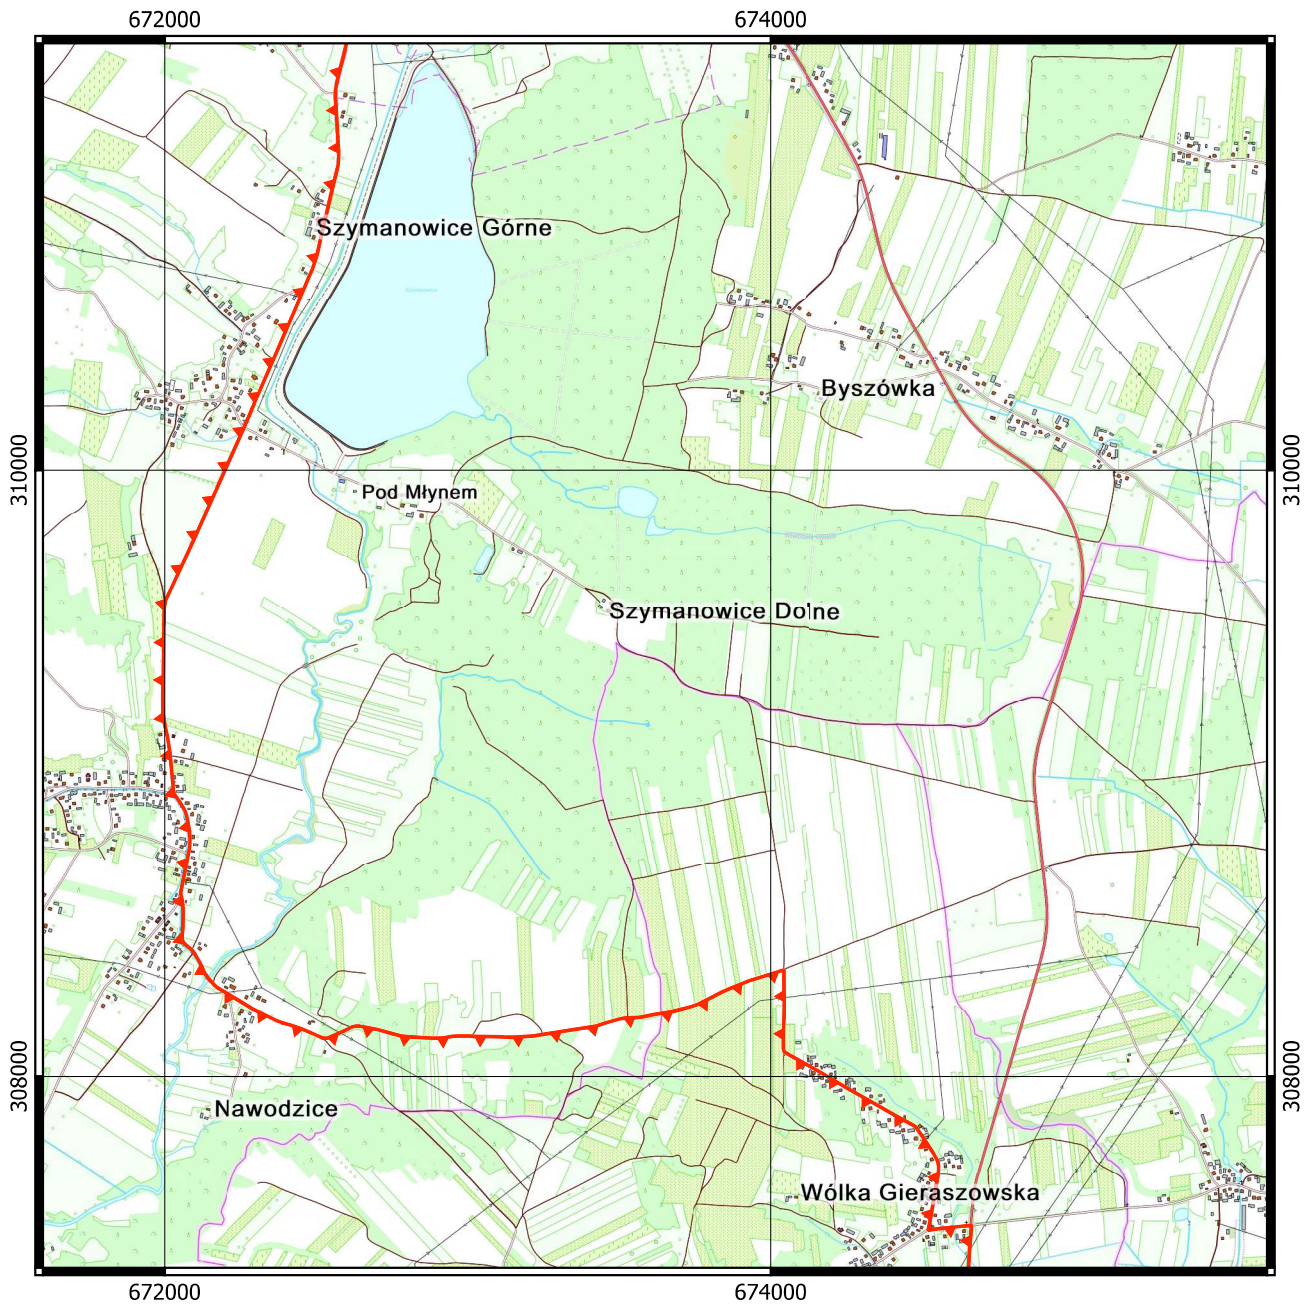 672000 674000
Szymanowice Górne
Byszówka
310000 310000
Pod Młynem
Szymanowice Dolne
308000 308000
Nawodzice
Wólka Gieraszowska
672000 674000